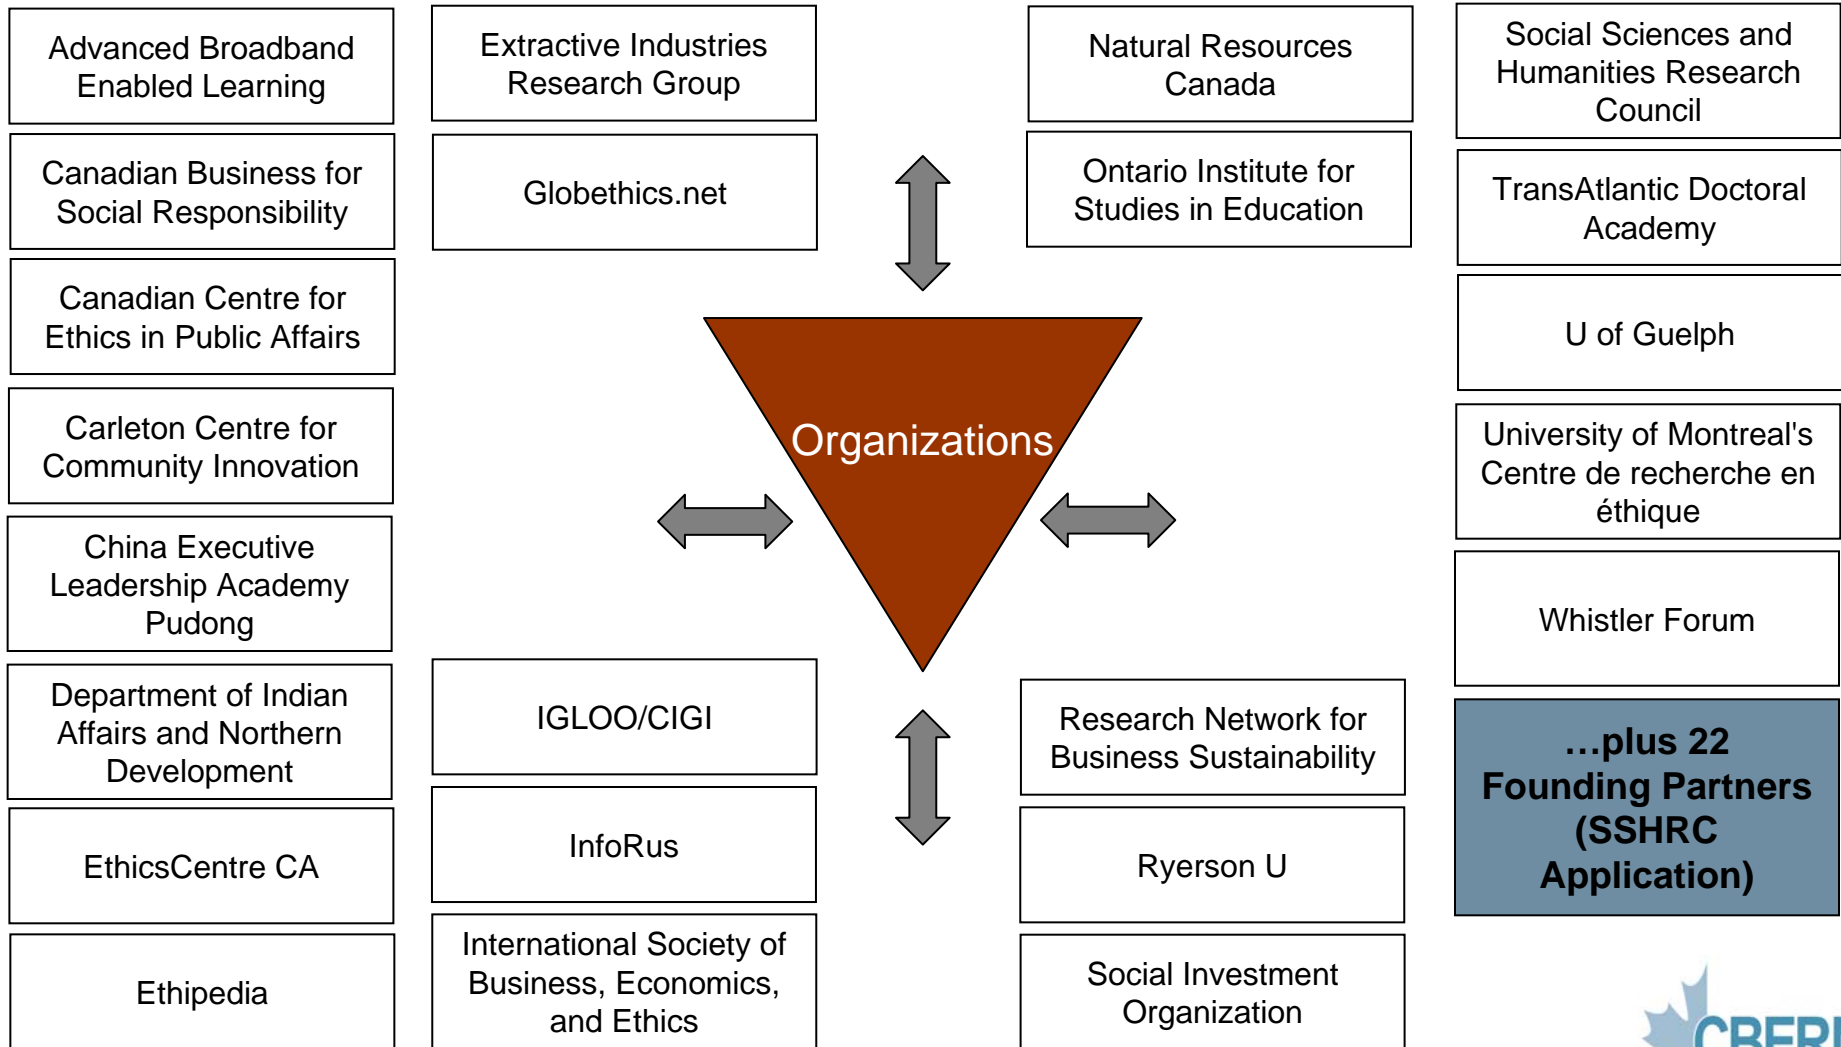 Advanced Broadband
Enabled Learning
Canadian Business for
Social Responsibility
Canadian Centre for
Ethics in Public Affairs
Carleton Centre for
Community Innovation
China Executive
Leadership Academy
Pudong
Department of Indian
Affairs and Northern
Development
EthicsCentre CA
Ethipedia
Extractive Industries
Research Group
Globethics.net
IGLOO/CIGI
InfoRus
International Society of
Business, Economics,
and Ethics
Organizations
Natural Resources
Canada
Ontario Institute for
Studies in Education
Research Network for
Business Sustainability
Ryerson U
Social Investment
Organization
Social Sciences and
Humanities Research
Council
TransAtlantic Doctoral
Academy
U of Guelph
University of Montreal's
Centre de recherche en
éthique
Whistler Forum
…plus 22
Founding Partners
(SSHRC
Application)